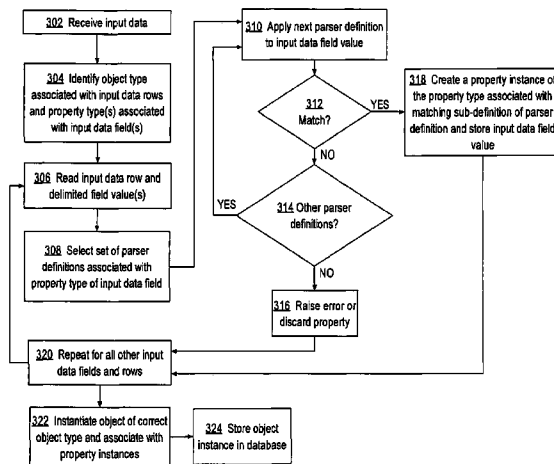 302 Receive input data
304 Identify object type
associated with input data rows
and property type(s) associated
with input data field(s)
306 Read input data row and
delimited field value(s)
308 Select set of parser
definitions associated with
property type of input data field
310 Apply next parser definition
to input data field value
312
Match?
YES
NO
314 Other parser
definitions?
YES
NO
316 Raise error or
discard property
318 Create a property instance of
the property type associated with
matching sub-definition of parser
definition and store input data field
value
320 Repeat for all other input
data fields and rows
322 Instantiate object of correct
object type and associate with
property instances
324 Store object
instance in database